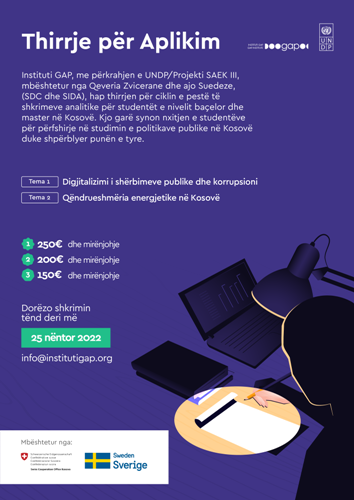 Thirrje për Aplikim
gap
U N
D P
Instituti GAP, me përkrahjen e UNDP/Projekti SAEK III,
mbështetur nga Qeveria Zvicerane dhe ajo Suedeze,
(SDC dhe SIDA), hap thirrjen për ciklin e pestë të
shkrimeve analitike për studentët e nivelit baçelor dhe
master në Kosovë. Kjo garë synon nxitjen e studentëve
për përfshirje në studimin e politikave publike në Kosovë
duke shpërblyer punën e tyre.
Tema 1 Digjitalizimi i shërbimeve publike dhe korrupsioni
Tema 2 Qëndrueshmëria energjetike në Kosovë
1 250€ dhe mirënjohje
2 200€ dhe mirënjohje
3 150€ dhe mirënjohje
Dorëzo shkrimin
tënd deri më
25 nëntor 2022
info@institutigap.org
Mbështetur nga:
Swiss Cooperation Office Kosovo
Sweden
Sverige